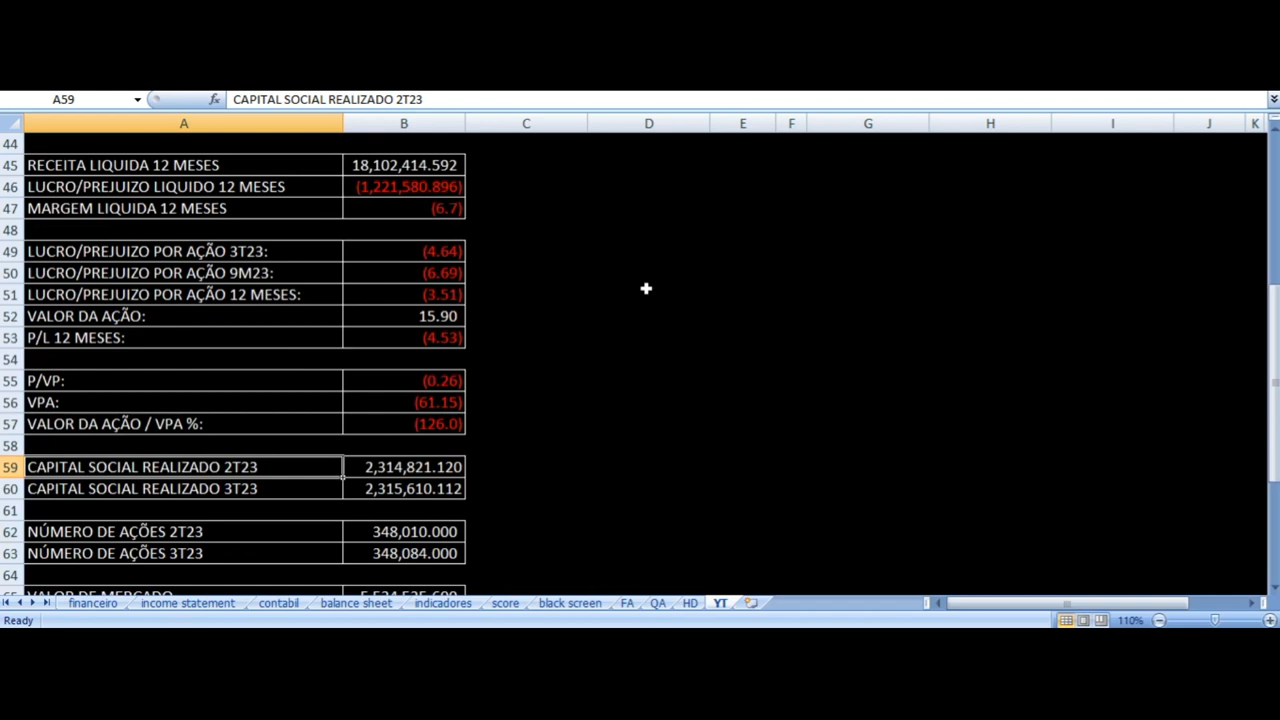 A59 fx CAPITAL SOCIAL REALIZADO 2T23
A B C D E F G H I J K
44
45 RECEITA LIQUIDA 12 MESES 18,102,414.592
46 LUCRO/PREJUIZO LIQUIDO 12 MESES (1,221,580.896)
47 MARGEM LIQUIDA 12 MESES (6.7)
48
49 LUCRO/PREJUIZO POR AÇÃO 3T23: (4.64)
50 LUCRO/PREJUIZO POR AÇÃO 9M23: (6.69)
51 LUCRO/PREJUIZO POR AÇÃO 12 MESES: (3.51)
52 VALOR DA AÇÃO: 15.90
53 P/L 12 MESES: (4.53)
54
55 P/VP: (0.26)
56 VPA: (61.15)
57 VALOR DA AÇÃO / VPA %: (126.0)
58
59 CAPITAL SOCIAL REALIZADO 2T23 2,314,821.120
60 CAPITAL SOCIAL REALIZADO 3T23 2,315,610.112
61
62 NÚMERO DE AÇÕES 2T23 348,010.000
63 NÚMERO DE AÇÕES 3T23 348,084.000
64
VALOR DE MERCADO
financeiro income statement contabil balance sheet indicadores score black screen FA QA HD YT
Ready 110%